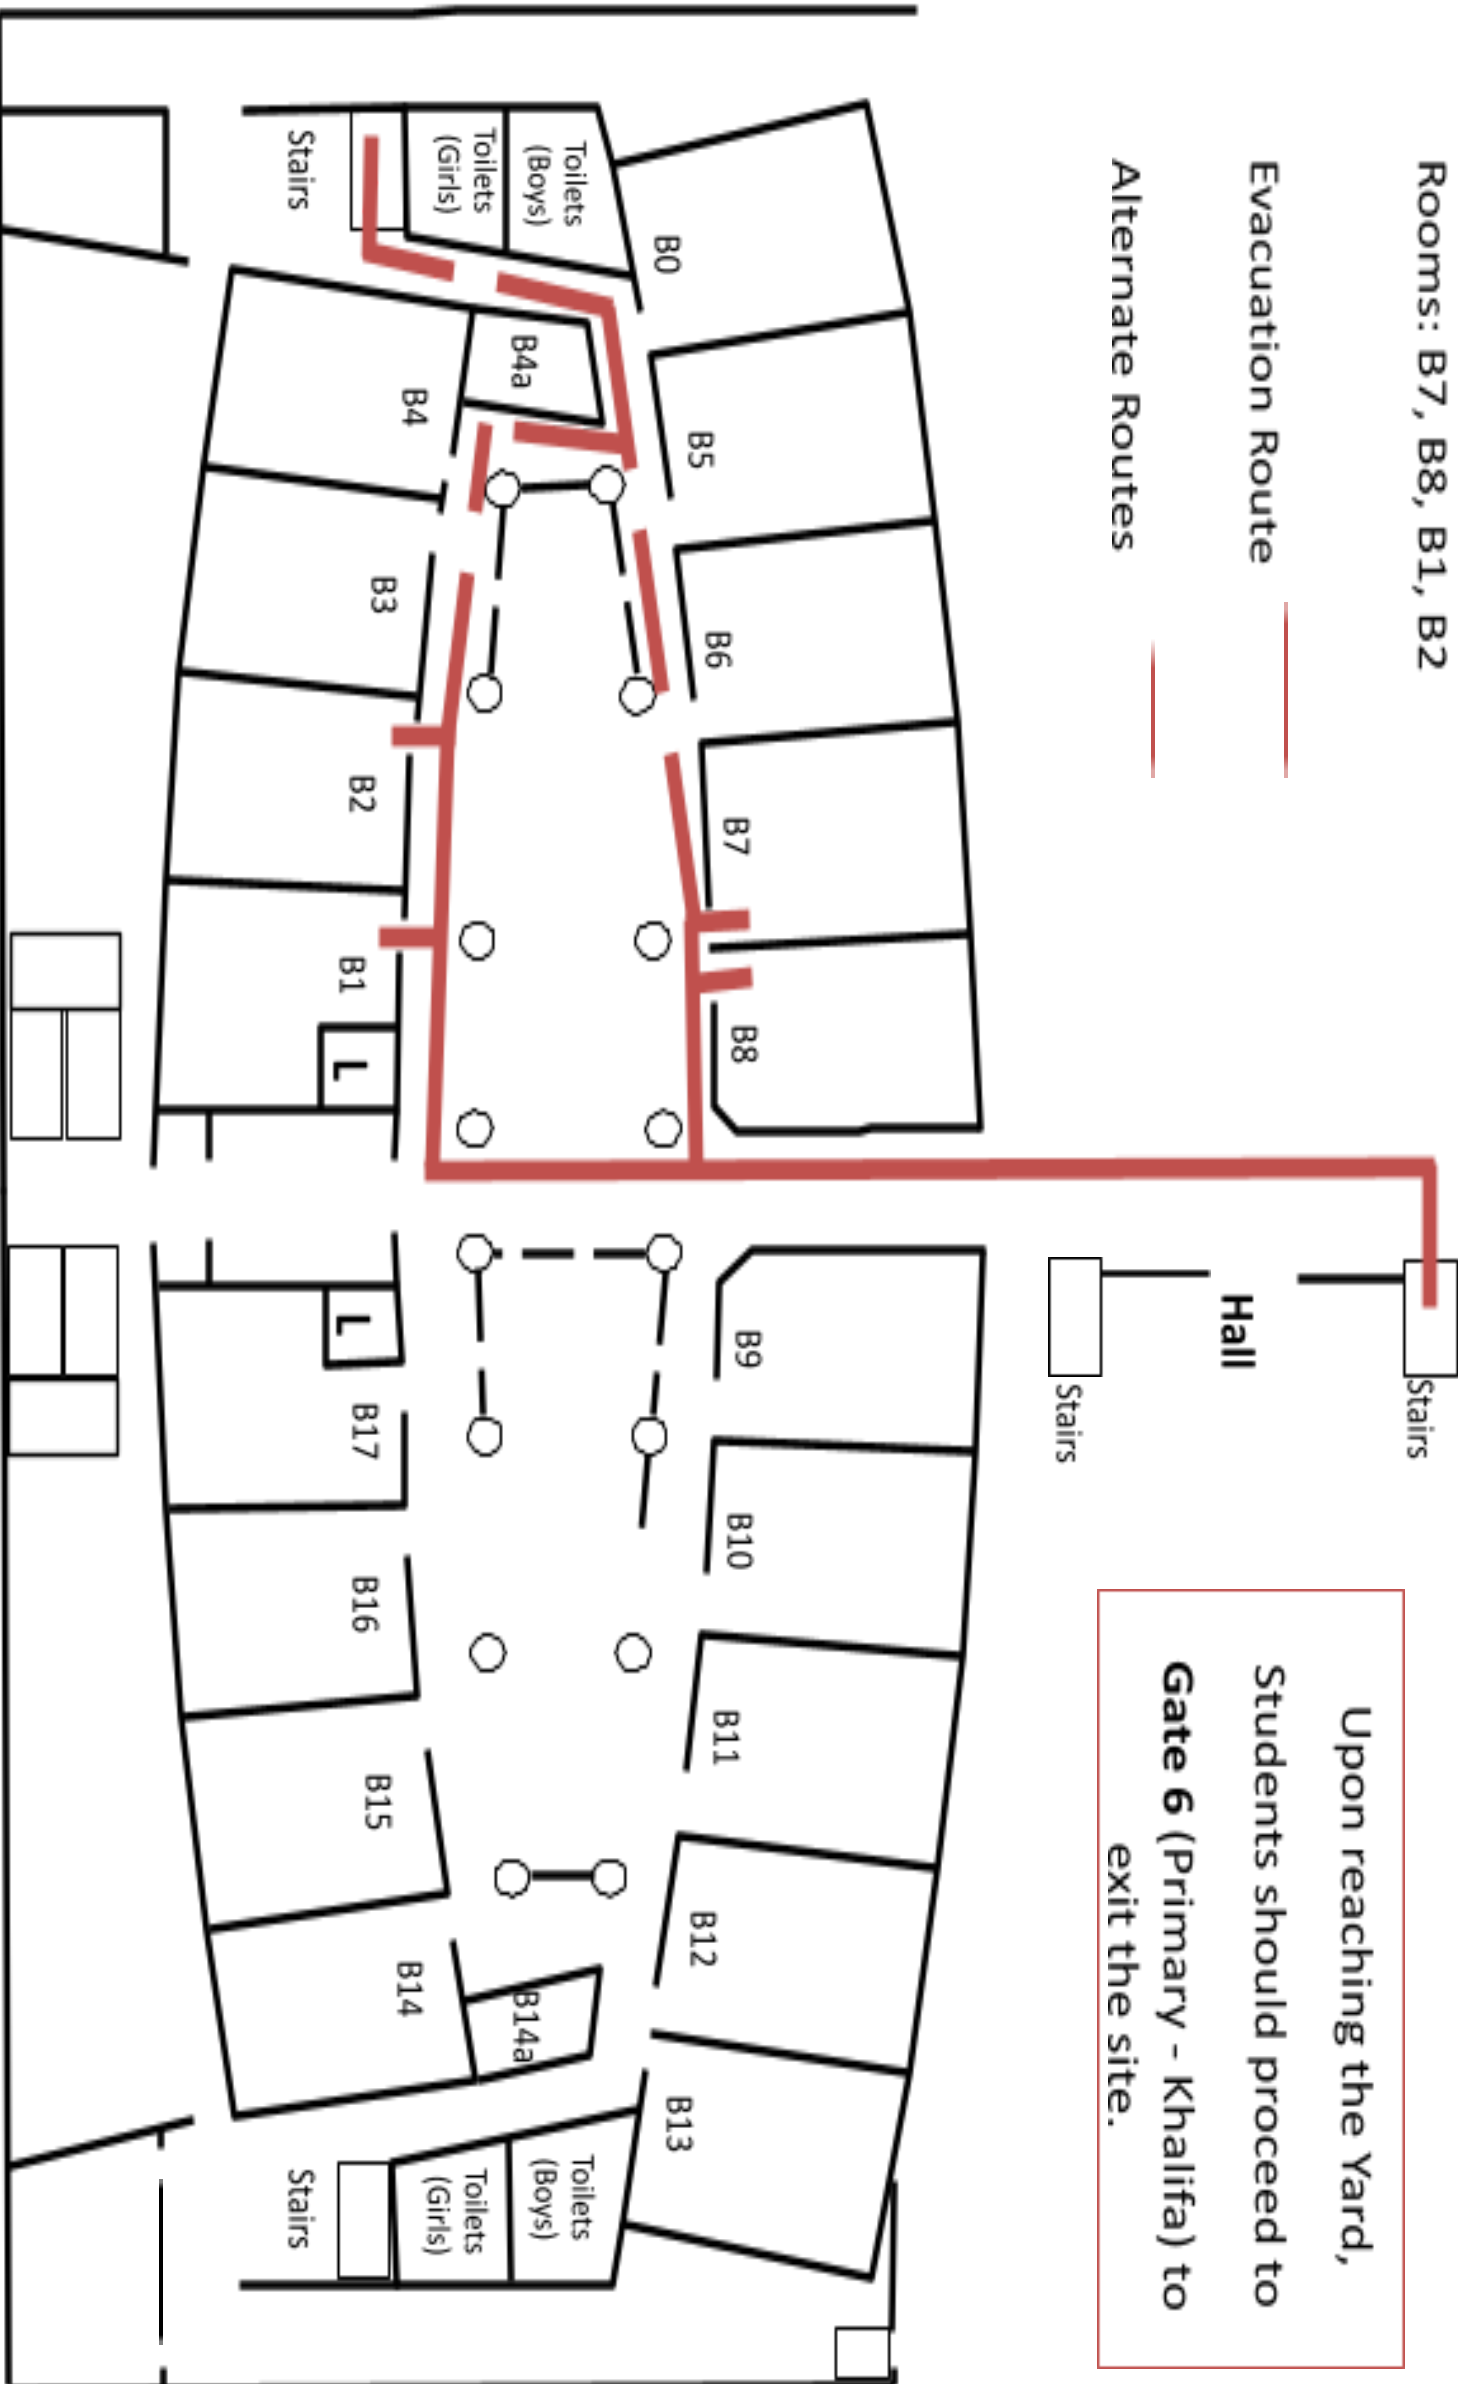 Rooms: B7, B8, B1, B2
Evacuation Route
Alternate Routes
Stairs
Hall
Stairs
Upon reaching the Yard,
Students should proceed to
Gate 6 (Primary - Khalifa) to
exit the site.
B0
B5
B6
B7
B8
B9
B10
B11
B12
B13
Toilets
(Boys)
Toilets
(Girls)
Stairs
B4a
B4
B3
B2
B1
L
L
B17
B16
B15
B14
B14a
Toilets
(Boys)
Toilets
(Girls)
Stairs